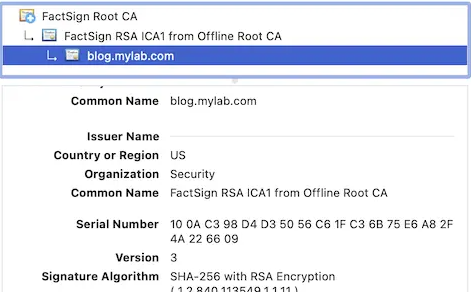 FactSign Root CA
FactSign RSA ICA1 from Offline Root CA
blog.mylab.com
Common Name blog.mylab.com
Issuer Name
Country or Region US
Organization Security
Common Name FactSign RSA ICA1 from Offline Root CA
Serial Number 10 0A C3 98 D4 D3 50 56 C6 1F C3 6B 75 E6 A8 2F
4A 22 66 09
Version 3
Signature Algorithm SHA-256 with RSA Encryption
( 1.2.840.113549.1.1.11 )